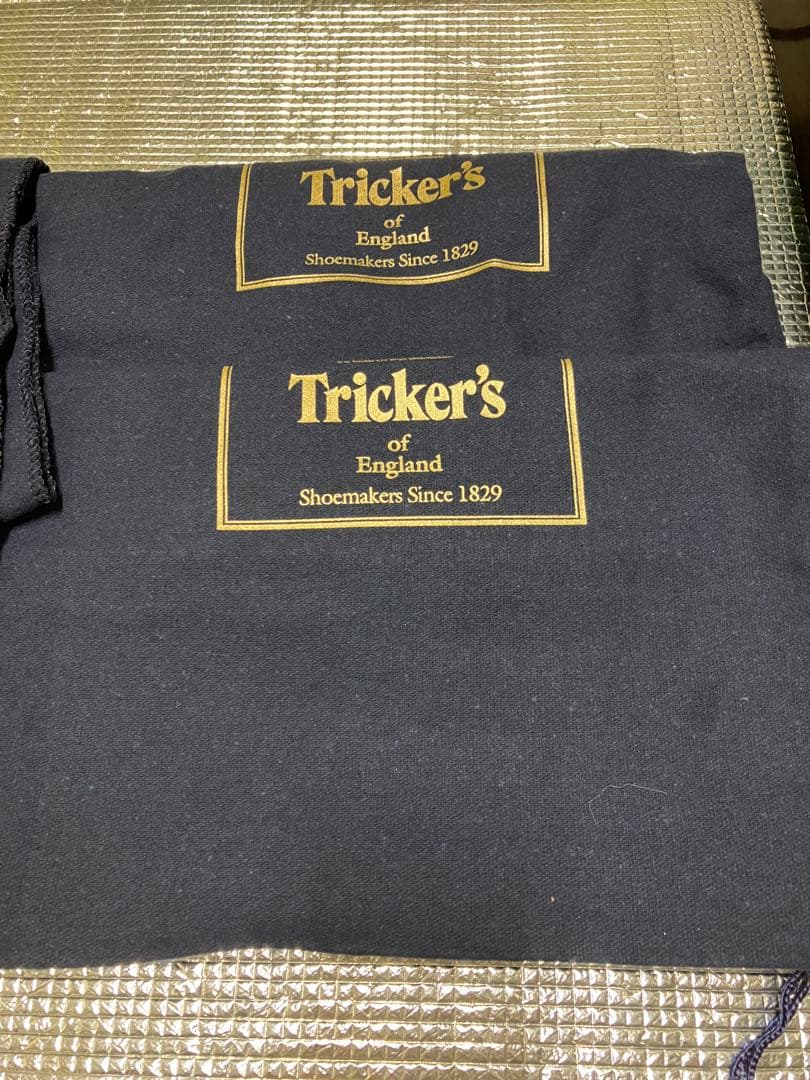 Tricker's
of
England
Shoemakers Since 1829
Tricker's
of
England
Shoemakers Since 1829